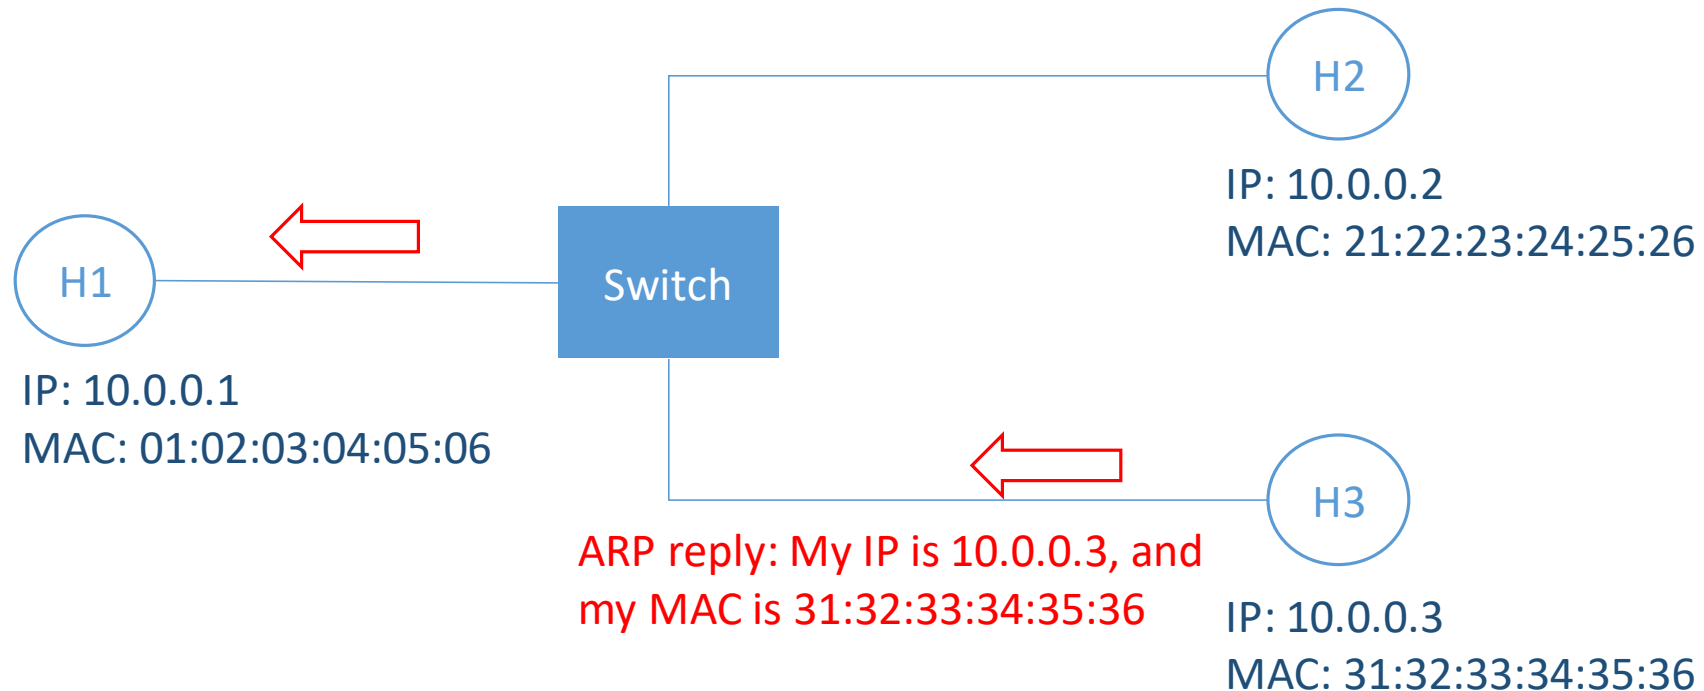 H2
IP: 10.0.0.2
MAC: 21:22:23:24:25:26
H1
Switch
IP: 10.0.0.1
MAC: 01:02:03:04:05:06
H3
ARP reply: My IP is 10.0.0.3, and
my MAC is 31:32:33:34:35:36
IP: 10.0.0.3
MAC: 31:32:33:34:35:36